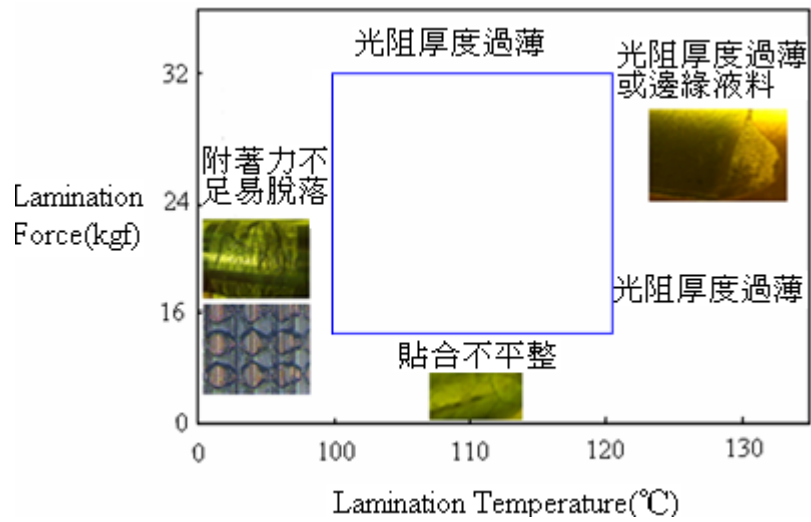 光阻厚度過薄
光阻厚度過薄
或邊緣液料
32
附著力不
足易脫落
Lamination
Force(kgf)
24
光阻厚度過薄
16
貼合不平整
0
0
100
110
120
130
Lamination Temperature(℃)